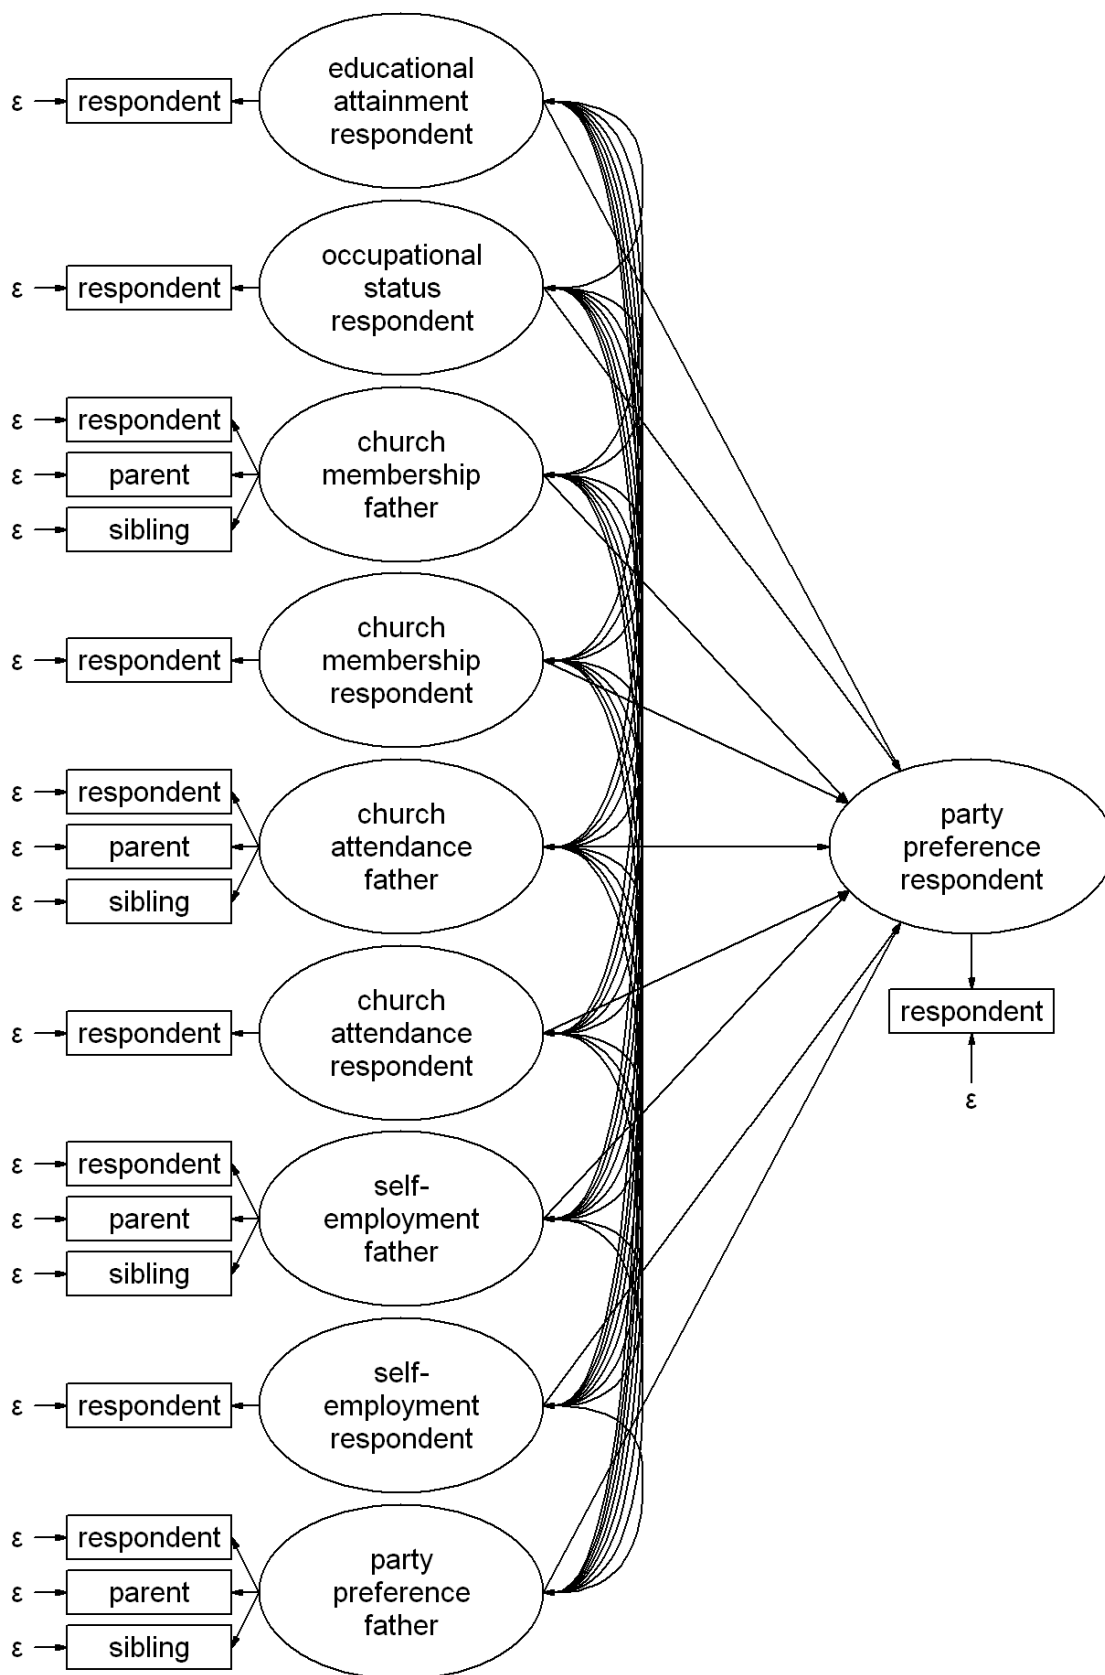 educational
attainment
respondent
ε respondent
occupational
status
respondent
ε respondent
church
membership
father
ε respondent
ε parent
ε sibling
church
membership
respondent
ε respondent
church
attendance
father
ε respondent
ε parent
ε sibling
church
attendance
respondent
ε respondent
self-
employment
father
ε respondent
ε parent
ε sibling
self-
employment
respondent
ε respondent
party
preference
father
ε respondent
ε parent
ε sibling
party
preference
respondent
respondent
ε